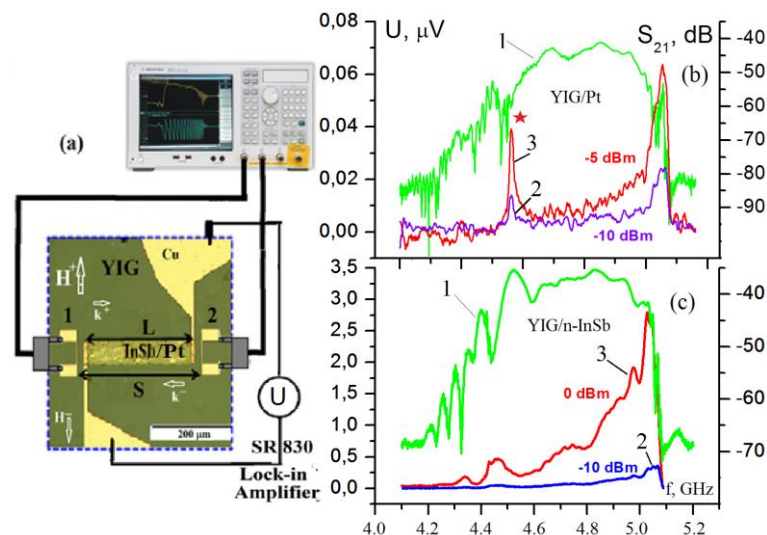 (a)
Cu
YIG
H+
k+
1
2
L
InSb/Pt
S
k−
H−
200 μm
U
SR 830
Lock-in
Amplifier
U, μV
S21, dB
(b)
1
YIG/Pt
3
2
-5 dBm
-10 dBm
0,08
0,06
0,04
0,02
0,00
-40
-50
-60
-70
-80
-90
(c)
1
YIG/n-InSb
3
0 dBm
2
-10 dBm
f, GHz
3,5
3,0
2,5
2,0
1,5
1,0
0,5
0,0
-40
-50
-60
-70
4.0 4.2 4.4 4.6 4.8 5.0 5.2